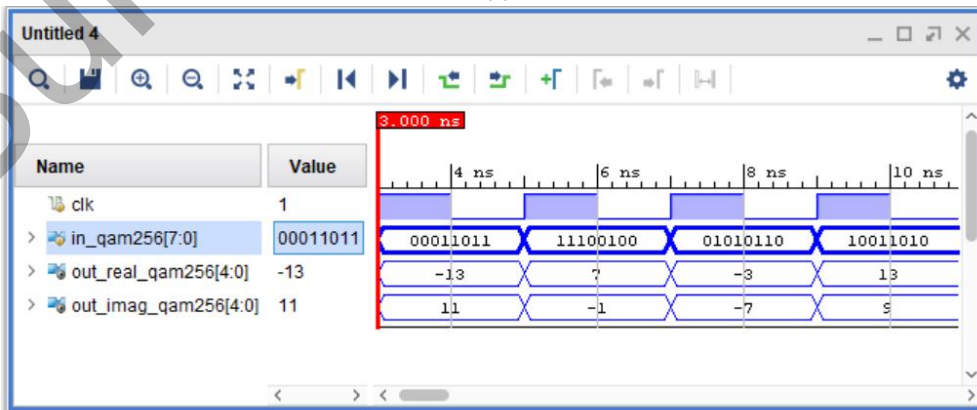 Untitled 4
3.000 ns
Name Value 4 ns 6 ns 8 ns 10 ns
clk 1
in_qam256[7:0] 00011011 00011011 11100100 01010110 10011010
out_real_qam256[4:0] -13 -13 7 -3 13
out_imag_qam256[4:0] 11 11 -1 -7 9